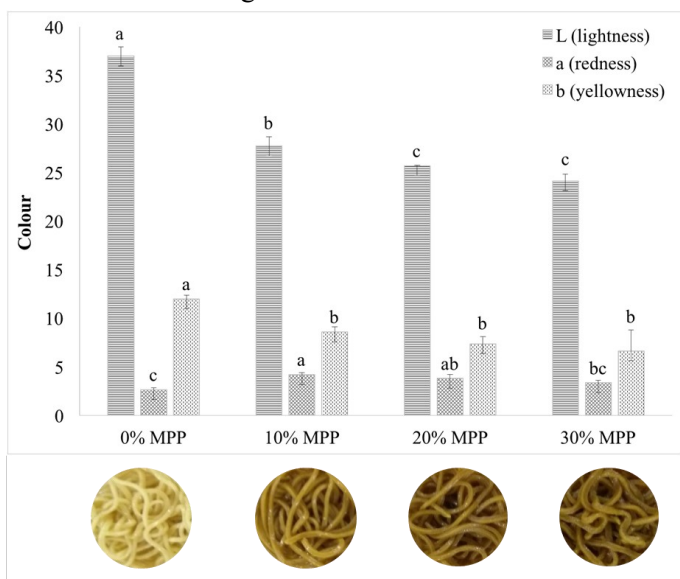 40
35
30
25
20
15
10
5
0
Colour
L (lightness)
a (redness)
b (yellowness)
a
c
a
b
a
b
c
ab
b
c
bc
b
0% MPP
10% MPP
20% MPP
30% MPP